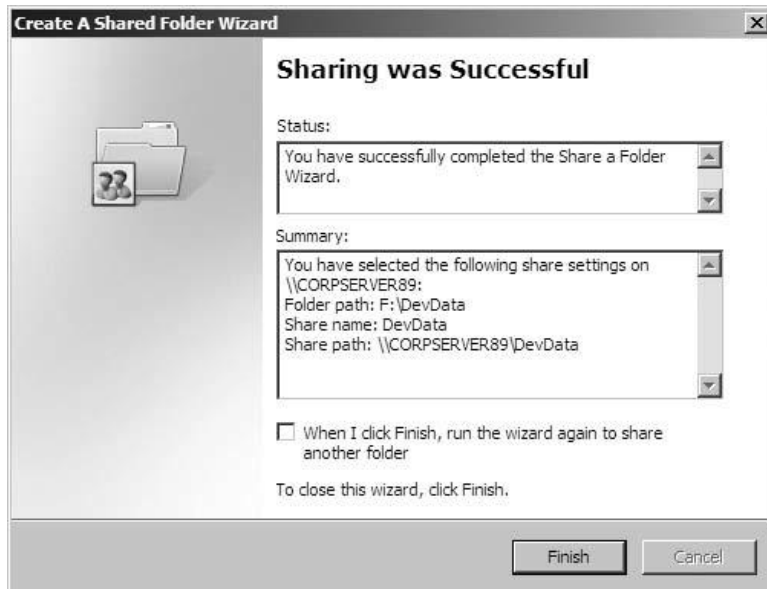 Create A Shared Folder Wizard
Sharing was Successful
Status:
You have successfully completed the Share a Folder
Wizard.
Summary:
You have selected the following share settings on
\\CORPSERVER89:
Folder path: F:\DevData
Share name: DevData
Share path: \\CORPSERVER89\DevData
When I click Finish, run the wizard again to share
another folder
To close this wizard, click Finish.
Finish
Cancel